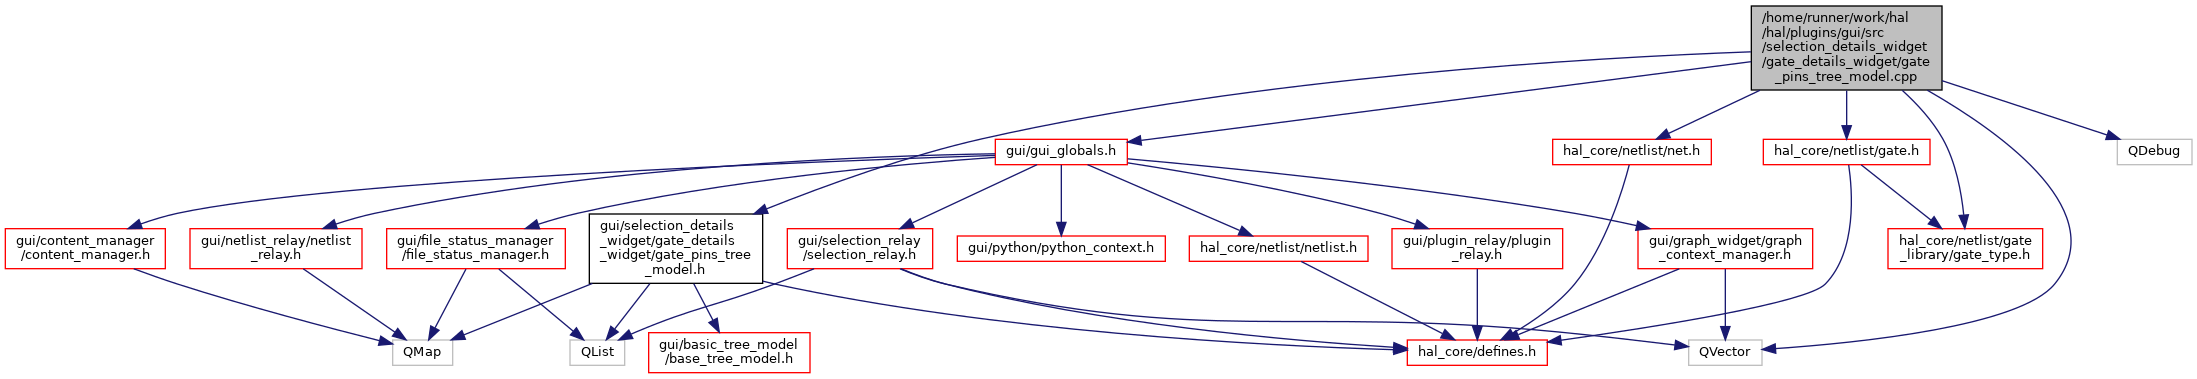 /home/runner/work/hal
/hal/plugins/gui/src
/selection_details_widget
/gate_details_widget/gate
_pins_tree_model.cpp
gui/gui_globals.h
hal_core/netlist/net.h
hal_core/netlist/gate.h
QDebug
gui/content_manager
/content_manager.h
gui/netlist_relay/netlist
_relay.h
gui/file_status_manager
/file_status_manager.h
gui/selection_details
_widget/gate_details
_widget/gate_pins_tree
_model.h
gui/selection_relay
/selection_relay.h
gui/python/python_context.h
hal_core/netlist/netlist.h
gui/plugin_relay/plugin
_relay.h
gui/graph_widget/graph
_context_manager.h
hal_core/netlist/gate
_library/gate_type.h
QMap
QList
gui/basic_tree_model
/base_tree_model.h
hal_core/defines.h
QVector